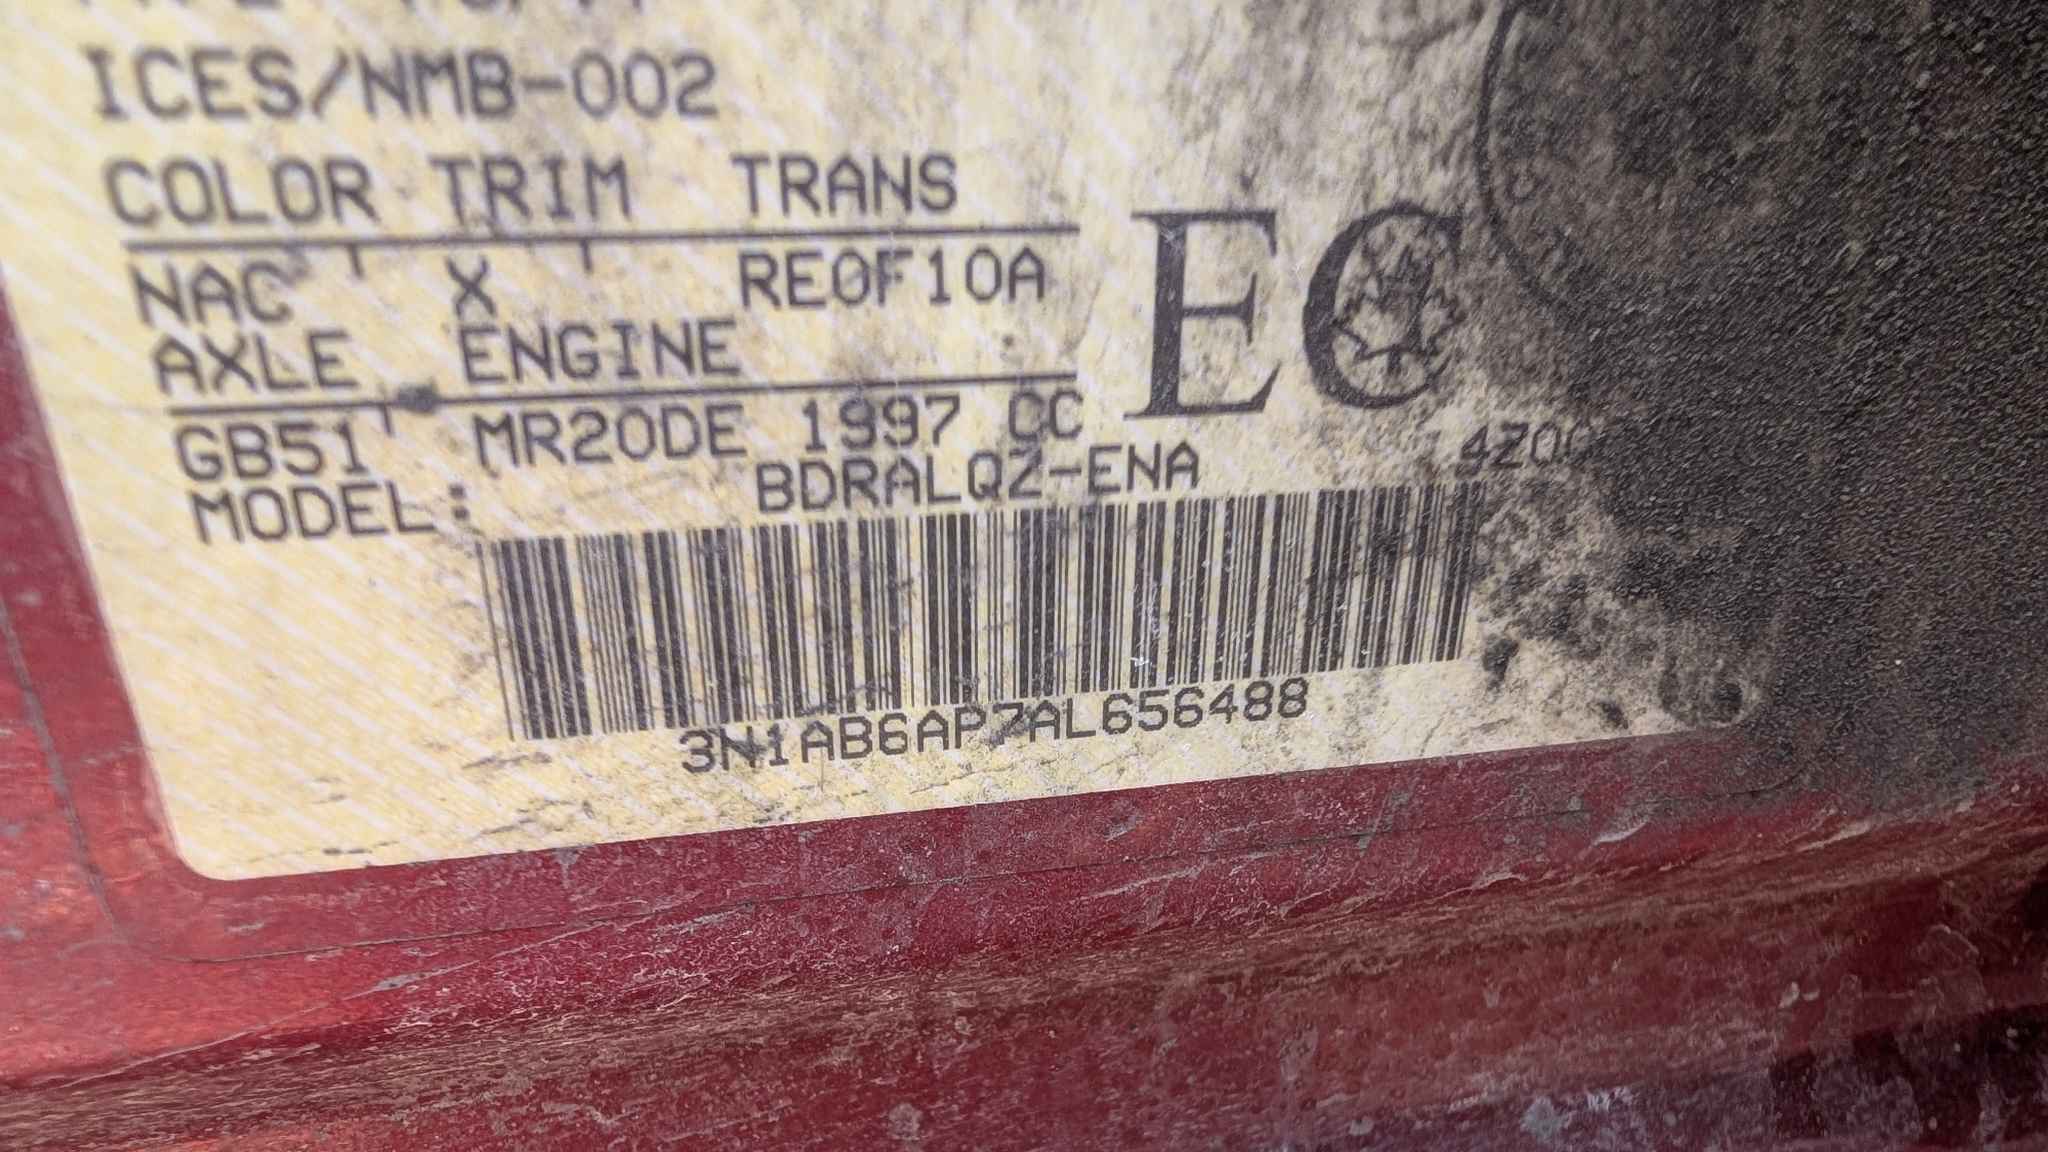 ICES/NMB-002
COLOR TRIM TRANS
NAC X RE0F10A
AXLE ENGINE
GB51 MR20DE 1997 CC
EC
MODEL: BDRALQZ-ENA
3N1AB6AP7AL656488